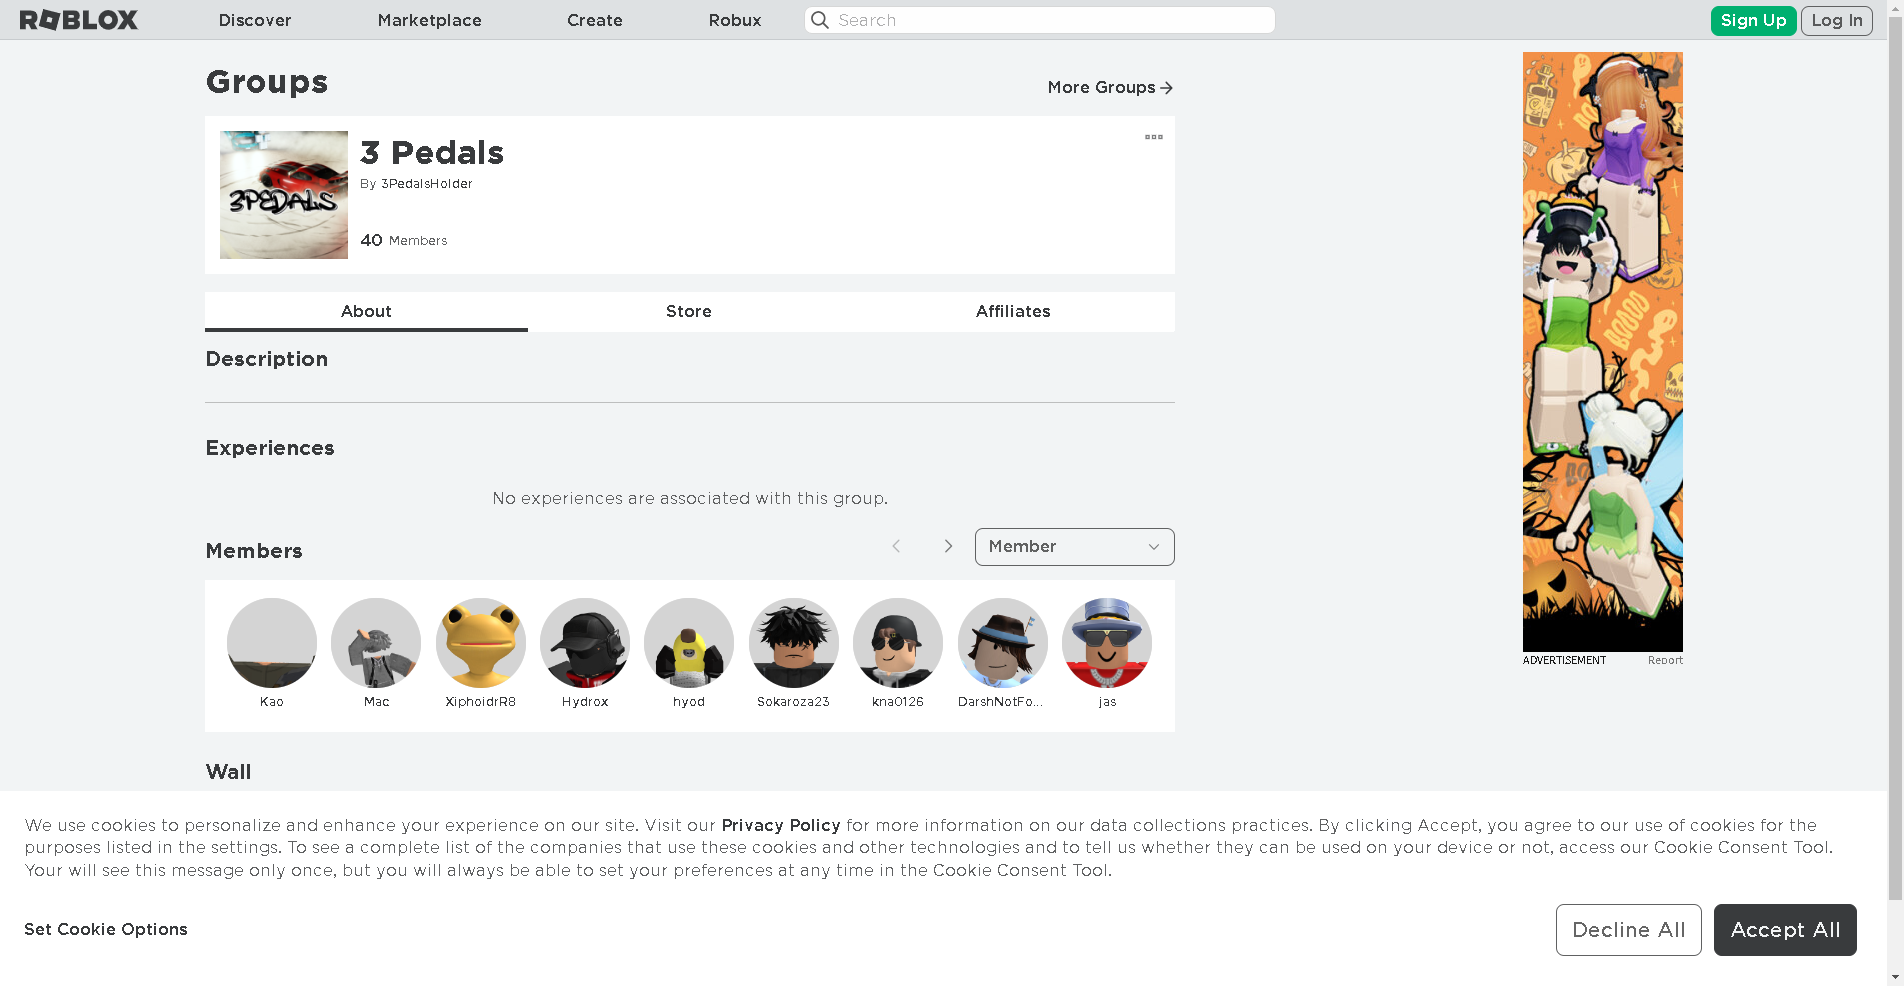 ROBLOX
Discover
Marketplace
Create
Robux
Search
Sign Up
Log In
Groups
More Groups
3PEDALS
3 Pedals
By 3PedalsHolder
40 Members
About
Store
Affiliates
Description
Experiences
No experiences are associated with this group.
Members
Member
Kao
Mac
XiphoidrR8
Hydrox
hyod
Sokaroza23
kna0126
DarshNotFo...
jas
Wall
ADVERTISEMENT
Report
We use cookies to personalize and enhance your experience on our site. Visit our Privacy Policy for more information on our data collections practices. By clicking Accept, you agree to our use of cookies for the
purposes listed in the settings. To see a complete list of the companies that use these cookies and other technologies and to tell us whether they can be used on your device or not, access our Cookie Consent Tool.
Your will see this message only once, but you will always be able to set your preferences at any time in the Cookie Consent Tool.
Set Cookie Options
Decline All
Accept All